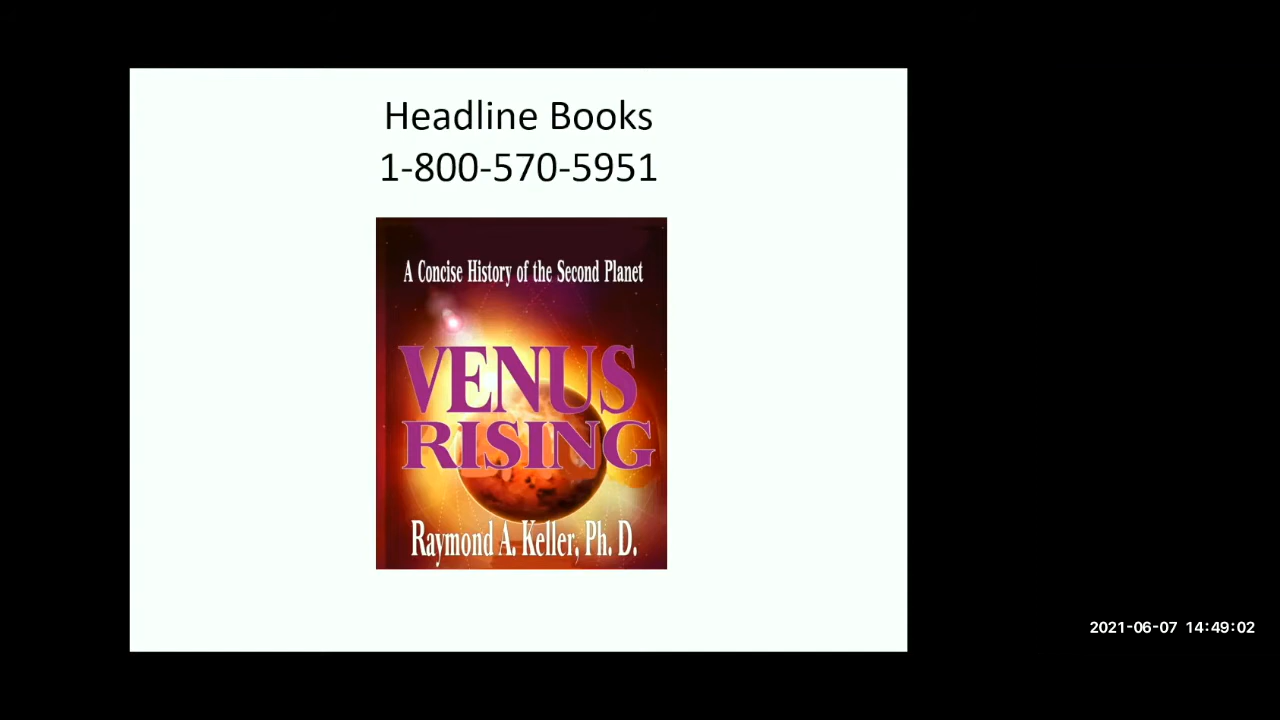 Headline Books
1-800-570-5951
A Concise History of the Second Planet
VENUS
RISING
Raymond A. Keller, Ph. D.
2021-06-07 14:49:02